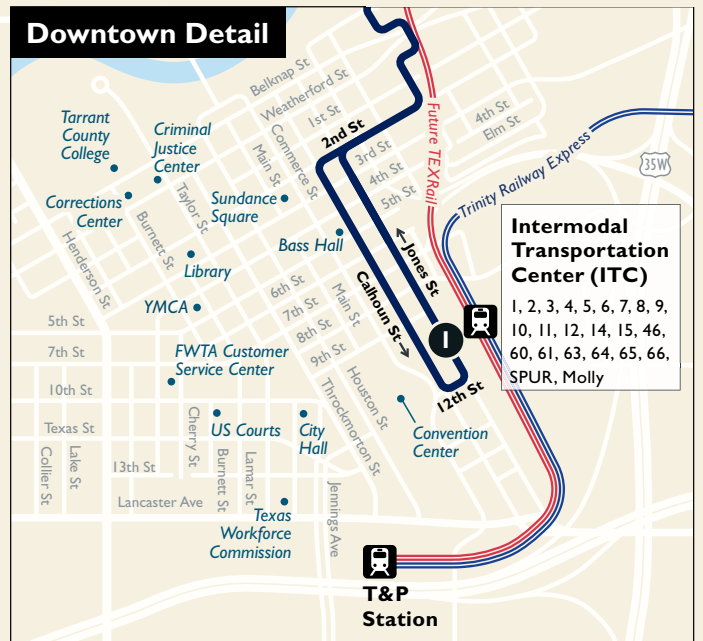 Downtown Detail
Belknap St
Weatherford St
1st St
2nd St
Commerce St
Main St
3rd St
4th St
5th St
4th St
Elm St
Future TEXRail
Trinity Railway Express
35W
Tarrant
County
College
Criminal
Justice
Center
Corrections
Center
Taylor St
Burnett St
Henderson St
Sundance
Square
Bass Hall
Library
YMCA
←Jones St
Calhoun St→
Intermodal
Transportation
Center (ITC)
1, 2, 3, 4, 5, 6, 7, 8, 9,
10, 11, 12, 14, 15, 46,
60, 61, 63, 64, 65, 66,
SPUR, Molly
1
6th St
7th St
8th St
9th St
Main St
Houston St
Throckmorton St
12th St
5th St
7th St
10th St
Texas St
13th St
Lancaster Ave
FWTA Customer
Service Center
US Courts
City
Hall
Convention
Center
Collier St
Lake St
Cherry St
Burnett St
Lamar St
Jennings Ave
Texas
Workforce
Commission
T&P
Station